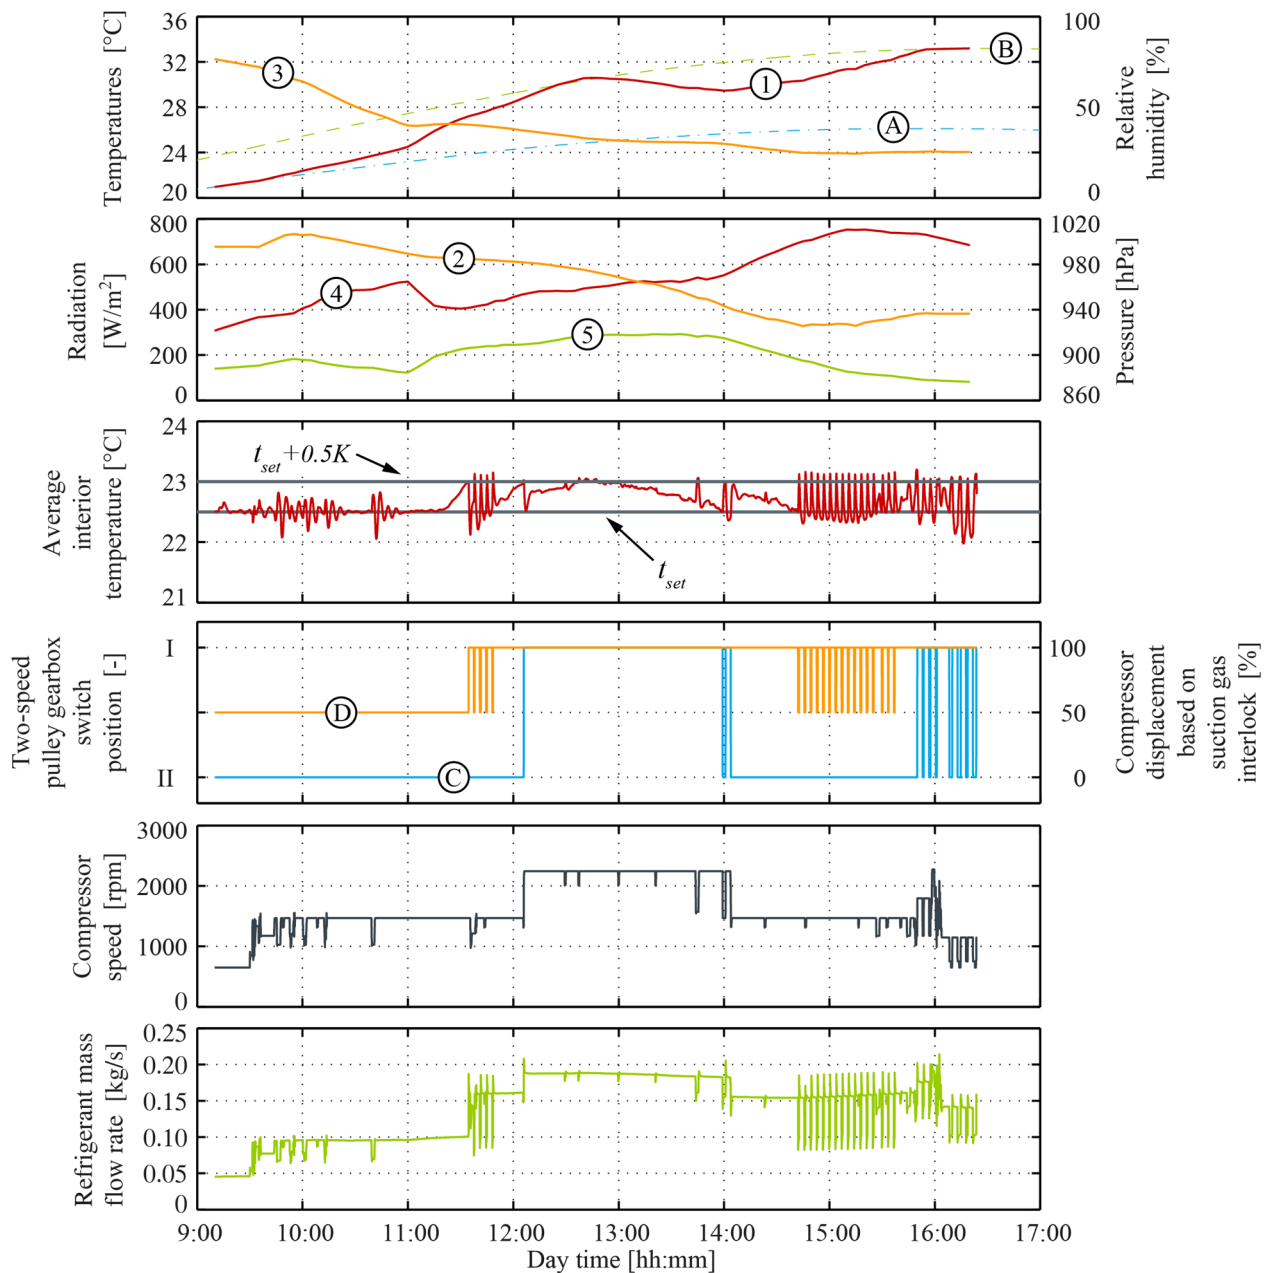 Temperatures [°C]
36
32
28
24
20
3
1
B
A
100
50
0
Relative
humidity [%]
Radiation
[W/m²]
800
600
400
200
0
2
4
5
1020
980
940
900
860
Pressure [hPa]
Average
interior
temperature [°C]
24
23
22
21
t set +0.5K
t set
Two-speed
pulley gearbox
switch
position [-]
I
II
D
C
100
50
0
Compressor
displacement
based on
suction gas
interlock [%]
Compressor
speed [rpm]
3000
2000
1000
0
Refrigerant mass
flow rate [kg/s]
0.25
0.20
0.15
0.10
0.05
0
9:00 10:00 11:00 12:00 13:00 14:00 15:00 16:00 17:00
Day time [hh:mm]